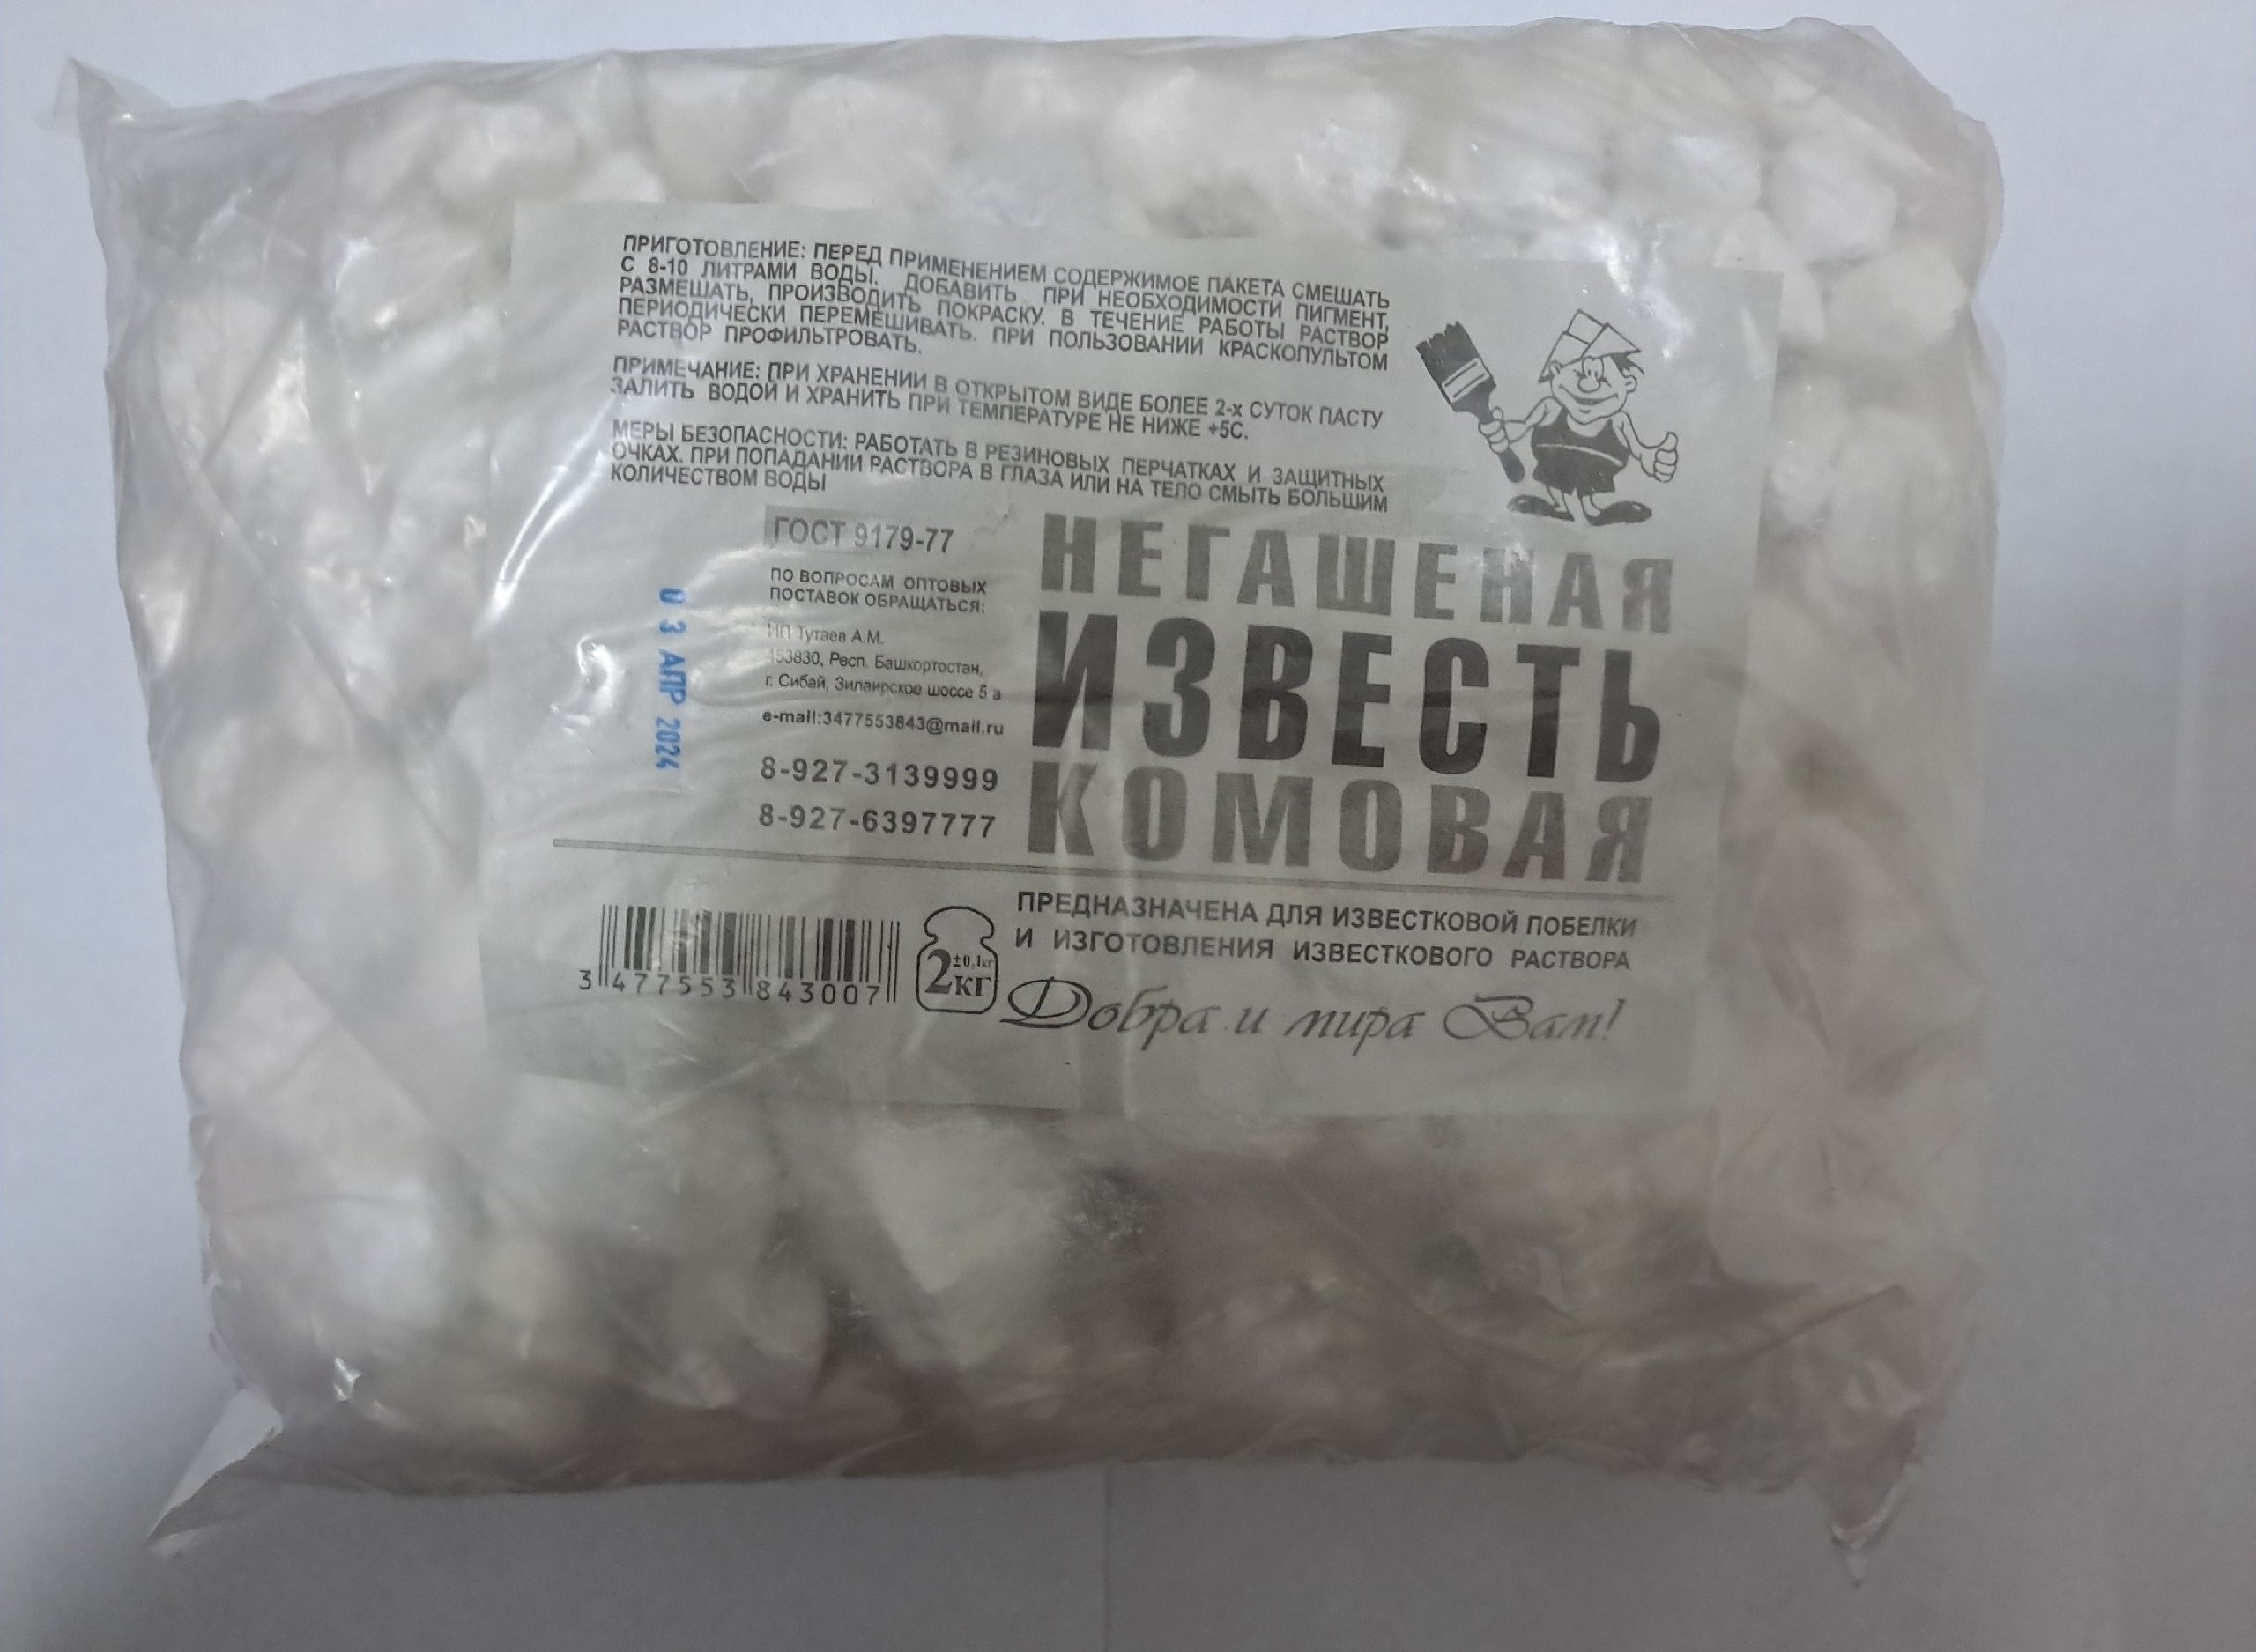 ПРИГОТОВЛЕНИЕ: ПЕРЕД ПРИМЕНЕНИЕМ СОДЕРЖИМОЕ ПАКЕТА СМЕШАТЬ
С 8-10 ЛИТРАМИ ВОДЫ. ДОБАВИТЬ ПРИ НЕОБХОДИМОСТИ ПИГМЕНТ,
РАЗМЕШАТЬ, ПРОИЗВОДИТЬ ПОКРАСКУ. В ТЕЧЕНИЕ РАБОТЫ РАСТВОР
ПЕРИОДИЧЕСКИ ПЕРЕМЕШИВАТЬ. ПРИ ПОЛЬЗОВАНИИ КРАСКОПУЛЬТОМ
РАСТВОР ПРОФИЛЬТРОВАТЬ.
ПРИМЕЧАНИЕ: ПРИ ХРАНЕНИИ В ОТКРЫТОМ ВИДЕ БОЛЕЕ 2-х СУТОК ПАСТУ
ЗАЛИТЬ ВОДОЙ И ХРАНИТЬ ПРИ ТЕМПЕРАТУРЕ НЕ НИЖЕ +5С.
МЕРЫ БЕЗОПАСНОСТИ: РАБОТАТЬ В РЕЗИНОВЫХ ПЕРЧАТКАХ И ЗАЩИТНЫХ
ОЧКАХ. ПРИ ПОПАДАНИИ РАСТВОРА В ГЛАЗА ИЛИ НА ТЕЛО СМЫТЬ БОЛЬШИМ
КОЛИЧЕСТВОМ ВОДЫ
ГОСТ 9179-77
ПО ВОПРОСАМ ОПТОВЫХ
ПОСТАВОК ОБРАЩАТЬСЯ:
ИП Тутаев А.М.
453830, Респ. Башкортостан,
г. Сибай, Зилаирское шоссе 5 а
e-mail:3477553843@mail.ru
8-927-3139999
8-927-6397777
03 АПР 2024
НЕГАШЕНАЯ
ИЗВЕСТЬ
КОМОВАЯ
3 477553 843007
2 ±0,1кг
кг
ПРЕДНАЗНАЧЕНА ДЛЯ ИЗВЕСТКОВОЙ ПОБЕЛКИ
И ИЗГОТОВЛЕНИЯ ИЗВЕСТКОВОГО РАСТВОРА
Добра и мира Вам!